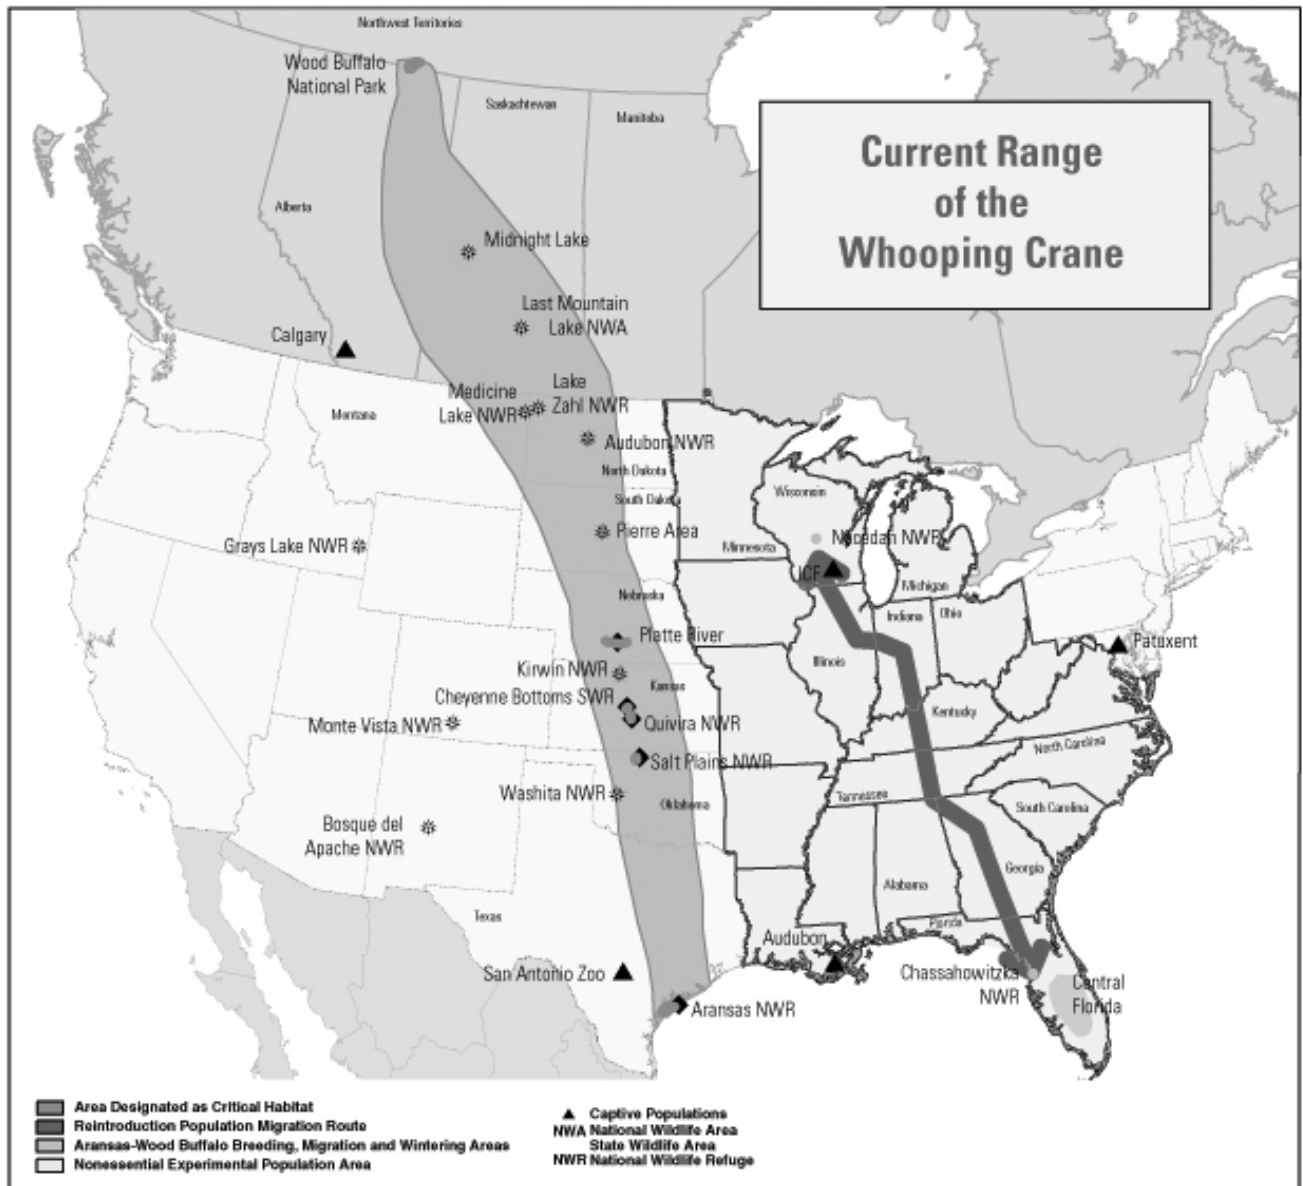 Northwest Territories
Wood Buffalo
National Park
Saskachtewan
Manitoba
Current Range
of the
Whooping Crane
Alberta
Midnight Lake
Last Mountain
Lake NWA
Calgary
Medicine
Lake NWR
Lake
Zahl NWR
Montana
Audubon NWR
North Dakota
South Dakota
Wisconsin
Pierre Area
Necedah NWR
Grays Lake NWR
Minnesota
ICF
Michigan
Nebraska
Indiana
Ohio
Platte River
Patuxent
Illinois
Kirwin NWR
Kansas
Cheyenne Bottoms SWR
Kentucky
Monte Vista NWR
Quivira NWR
North Carolina
Salt Plains NWR
Washita NWR
Tennessee
Oklahoma
South Carolina
Bosque del
Apache NWR
Georgia
Alabama
Texas
Florida
Audubon
San Antonio Zoo
Chassahowitzka
NWR
Central
Florida
Aransas NWR
Area Designated as Critical Habitat
Reintroduction Population Migration Route
Aransas-Wood Buffalo Breeding, Migration and Wintering Areas
Nonessential Experimental Population Area
Captive Populations
NWA National Wildlife Area
State Wildlife Area
NWR National Wildlife Refuge